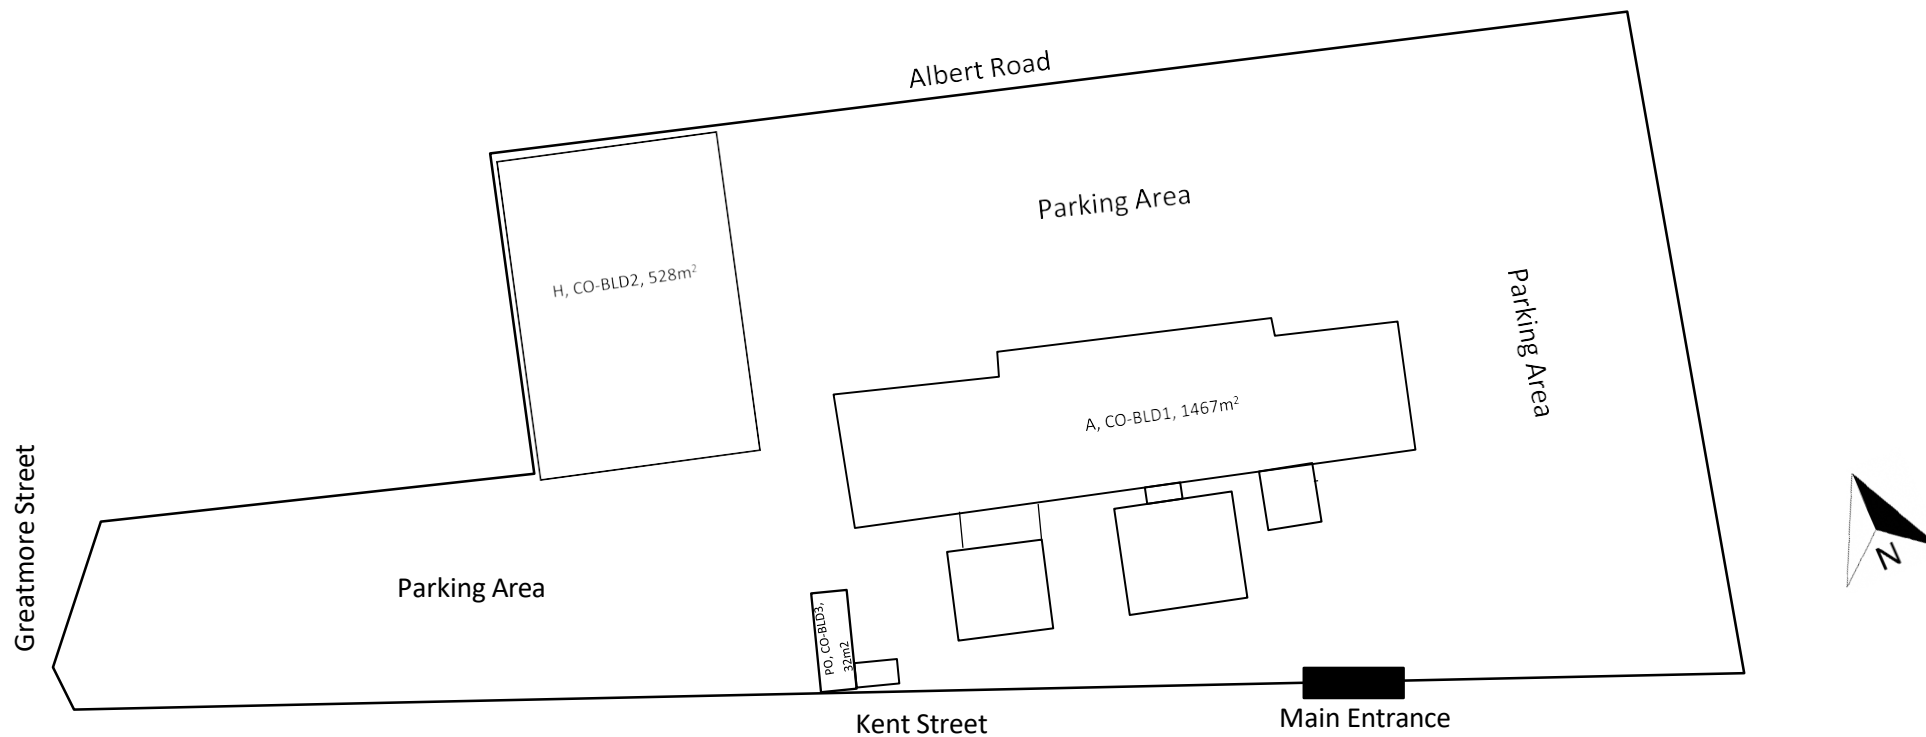 Albert Road
Parking Area
H, CO-BLD2, 528m²
Parking Area
A, CO-BLD1, 1467m²
Greatmore Street
Parking Area
PO, CO-BLD3,
32m2
N
Kent Street
Main Entrance